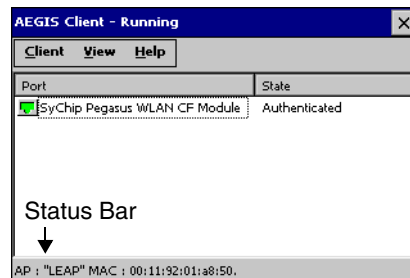 AEGIS Client - Running
Client View Help
Port State
SyChip Pegasus WLAN CF Module Authenticated
Status Bar
AP : "LEAP" MAC : 00:11:92:01:a8:50.